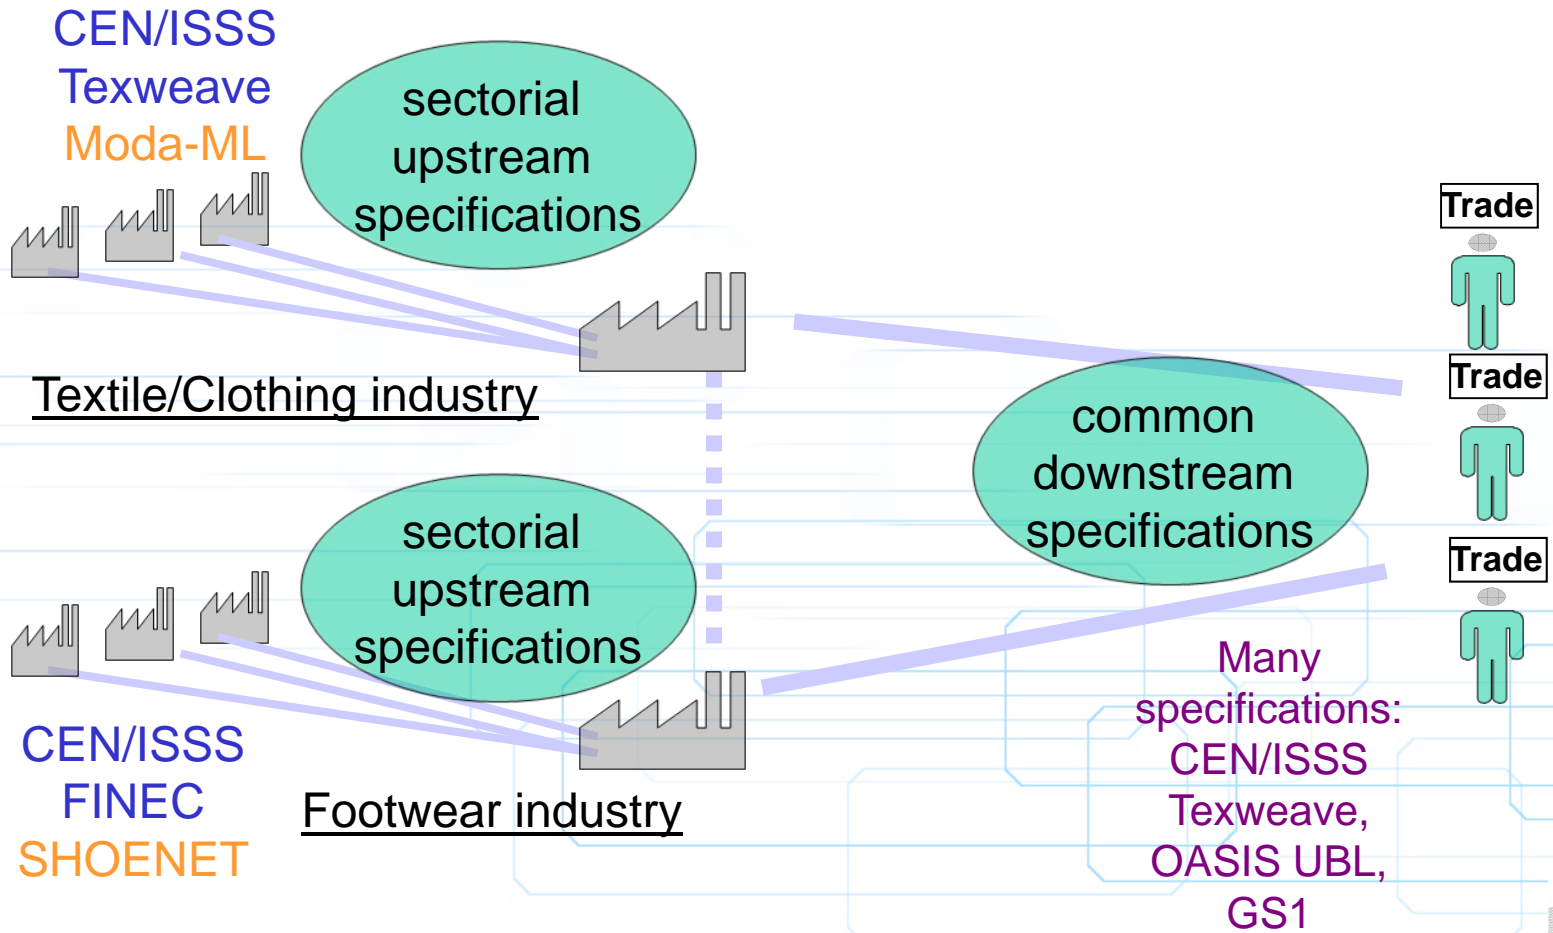 CEN/ISSS
Texweave
Moda-ML
sectorial
upstream
specifications
Trade
Textile/Clothing industry
Trade
common
downstream
specifications
sectorial
upstream
specifications
Trade
CEN/ISSS
FINEC
SHOENET
Footwear industry
Many
specifications:
CEN/ISSS
Texweave,
OASIS UBL,
GS1